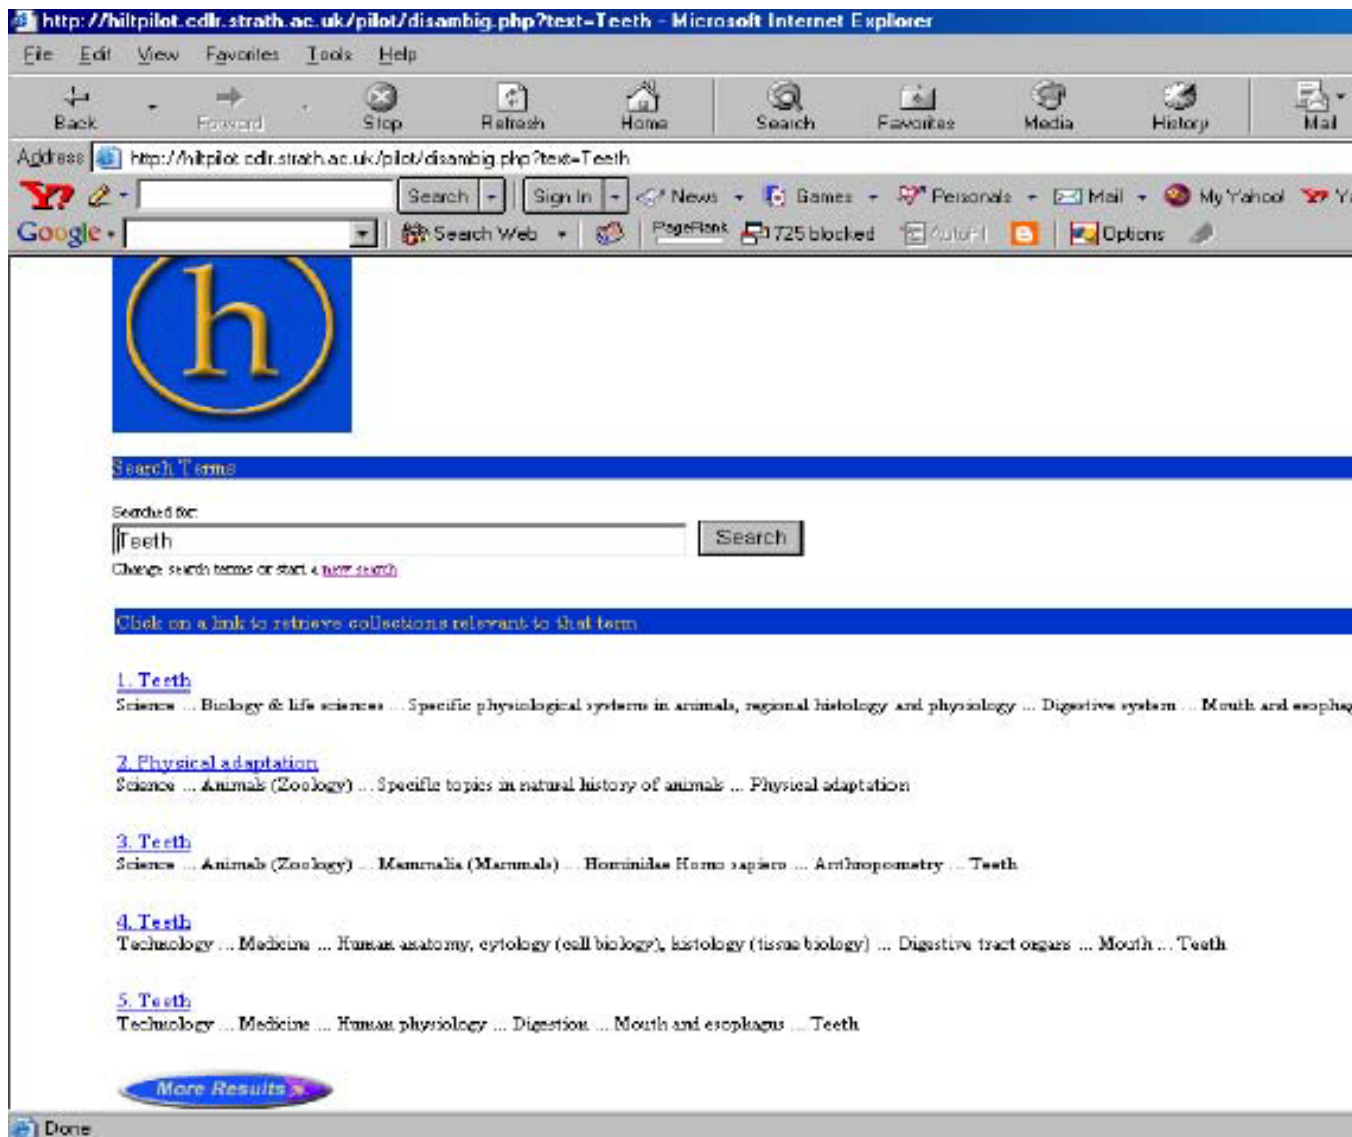 http://hiltpilot.cdlr.strath.ac.uk/pilot/disambig.php?text=Teeth - Microsoft Internet Explorer
File Edit View Favorites Tools Help
Back Forward Stop Refresh Home Search Favorites Media History Mail
Address http://hiltpilot.cdlr.strath.ac.uk/pilot/disambig.php?text=Teeth
Y? Search Sign In News Games Personals Mail My Yahoo!
Google Search Web PageRank 725 blocked AutoFill Options
h
Search Terms
Searched for:
Teeth Search
Change search terms or start a new search
Click on a link to retrieve collections relevant to that term
1. Teeth
Science ... Biology & life sciences ... Specific physiological systems in animals, regional histology and physiology ... Digestive system ... Mouth and esophag
2. Physical adaptation
Science ... Animals (Zoology) ... Specific topics in natural history of animals ... Physical adaptation
3. Teeth
Science ... Animals (Zoology) ... Mammalia (Mammals) ... Hominidae Homo sapiens ... Anthropometry ... Teeth
4. Teeth
Technology ... Medicine ... Human anatomy, cytology (cell biology), histology (tissue biology) ... Digestive tract organs ... Mouth ... Teeth
5. Teeth
Technology ... Medicine ... Human physiology ... Digestion ... Mouth and esophagus ... Teeth
More Results
Done